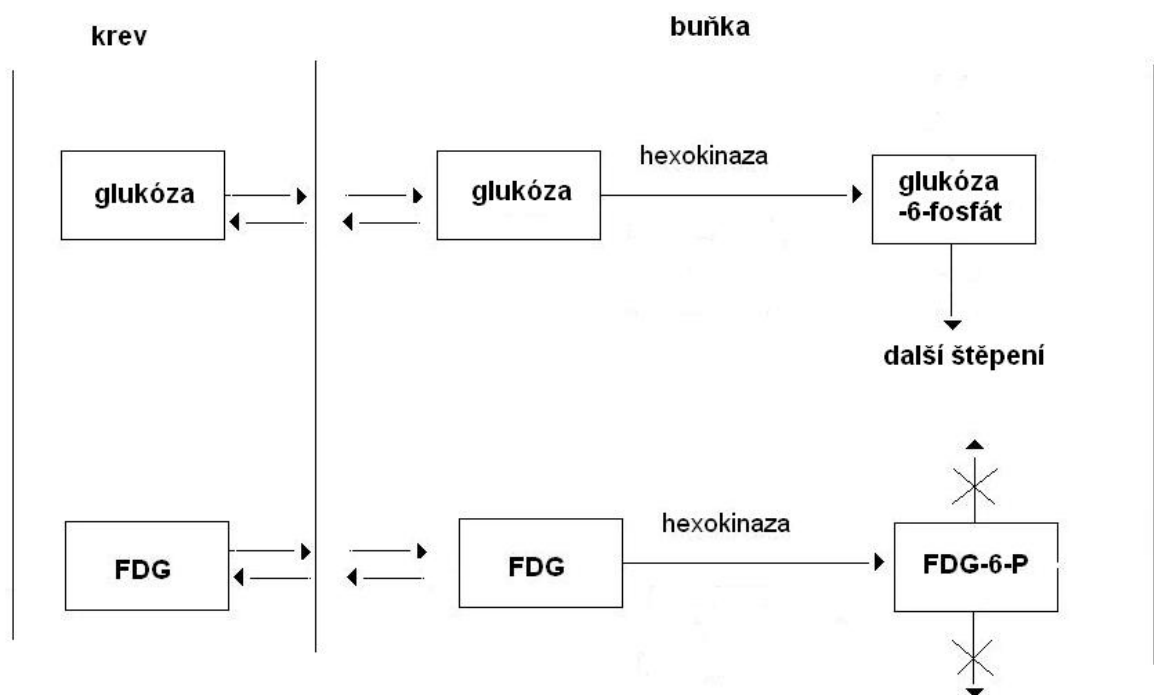 krev
buňka
glukóza
glukóza
hexokinaza
glukóza
-6-fosfát
další štěpení
FDG
FDG
hexokinaza
FDG-6-P